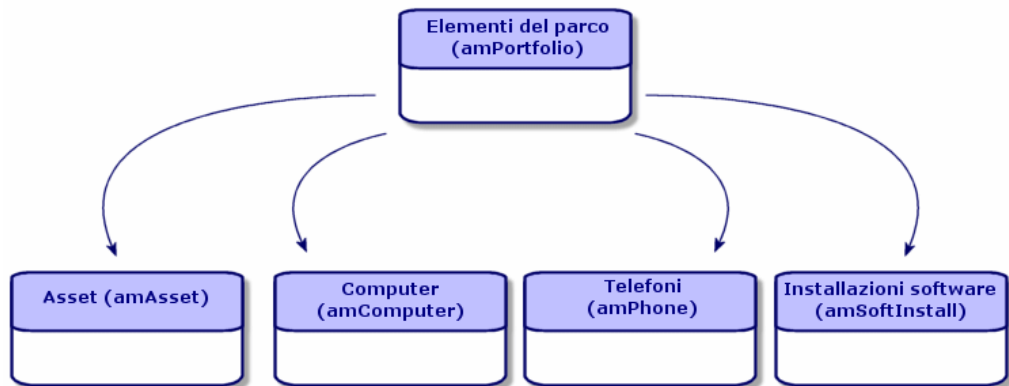 Elementi del parco
(amPortfolio)
Asset (amAsset)
Computer
(amComputer)
Telefoni
(amPhone)
Installazioni software
(amSoftInstall)